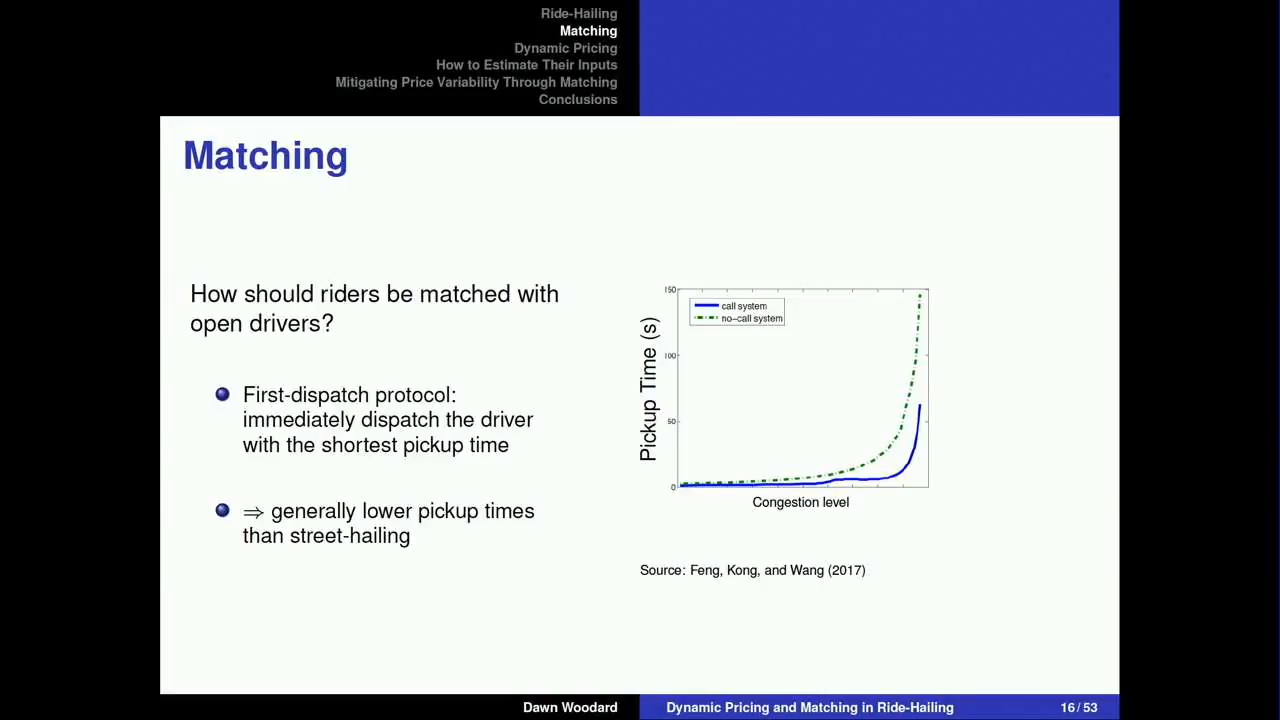 Ride-Hailing
Matching
Dynamic Pricing
How to Estimate Their Inputs
Mitigating Price Variability Through Matching
Conclusions
Matching
How should riders be matched with
open drivers?
First-dispatch protocol:
immediately dispatch the driver
with the shortest pickup time
⇒ generally lower pickup times
than street-hailing
150
100
50
0
Pickup Time (s)
call system
no-call system
Congestion level
Source: Feng, Kong, and Wang (2017)
Dawn Woodard
Dynamic Pricing and Matching in Ride-Hailing
16 / 53